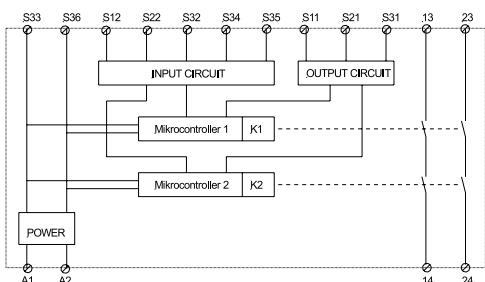 S33 S36 S12 S22 S32 S34 S35 S11 S21 S31 13 23
INPUT CIRCUIT OUTPUT CIRCUIT
Mikrocontroller 1 K1
Mikrocontroller 2 K2
POWER
A1 A2 14 24